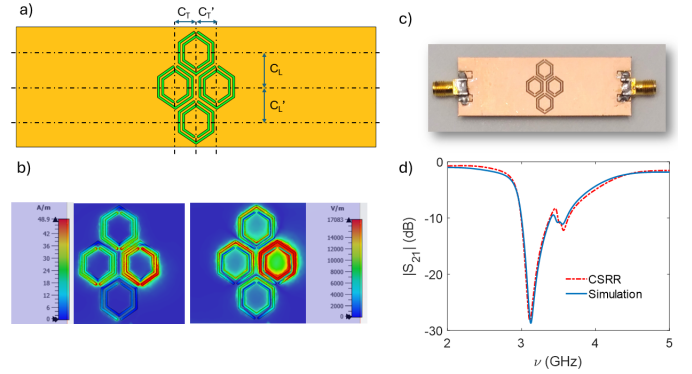 a)
C_T C_T'
C_L
C_L'
b)
A/m
48.9
42
36
30
24
18
12
6
0
V/m
17083
14000
12000
10000
8000
6000
4000
2000
0
c)
d)
|S21| (dB)
0
-10
-20
-30
CSRR
Simulation
2 3 4 5
ν (GHz)